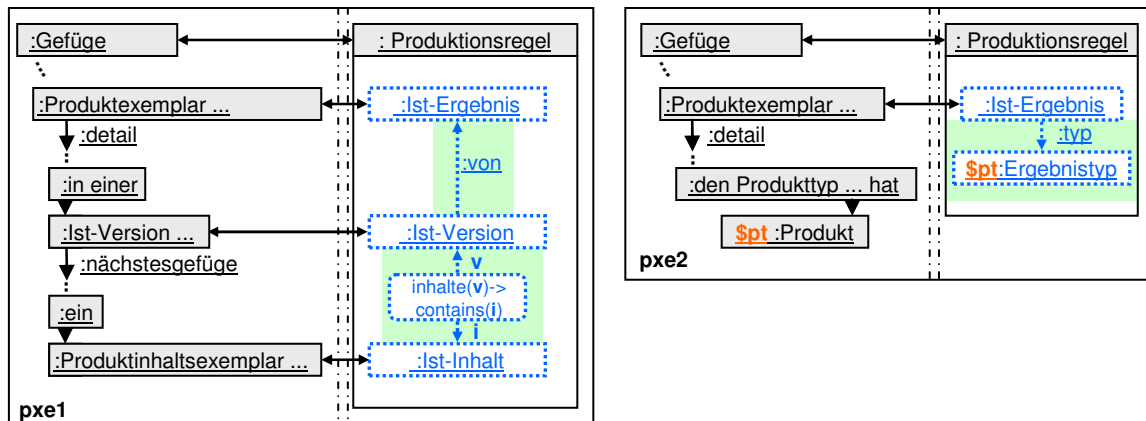 :Gefüge
: Produktionsregel
:Produktexemplar ...
:Ist-Ergebnis
:detail
:von
:in einer
:Ist-Version ...
:Ist-Version
:nächstesgefüge
v
inhalte(v)->
contains(i)
:ein
i
:Produktinhaltsexemplar ...
:Ist-Inhalt
pxe1
:Gefüge
: Produktionsregel
:Produktexemplar ...
:Ist-Ergebnis
:detail
:typ
$pt:Ergebnistyp
:den Produkttyp ... hat
$pt :Produkt
pxe2